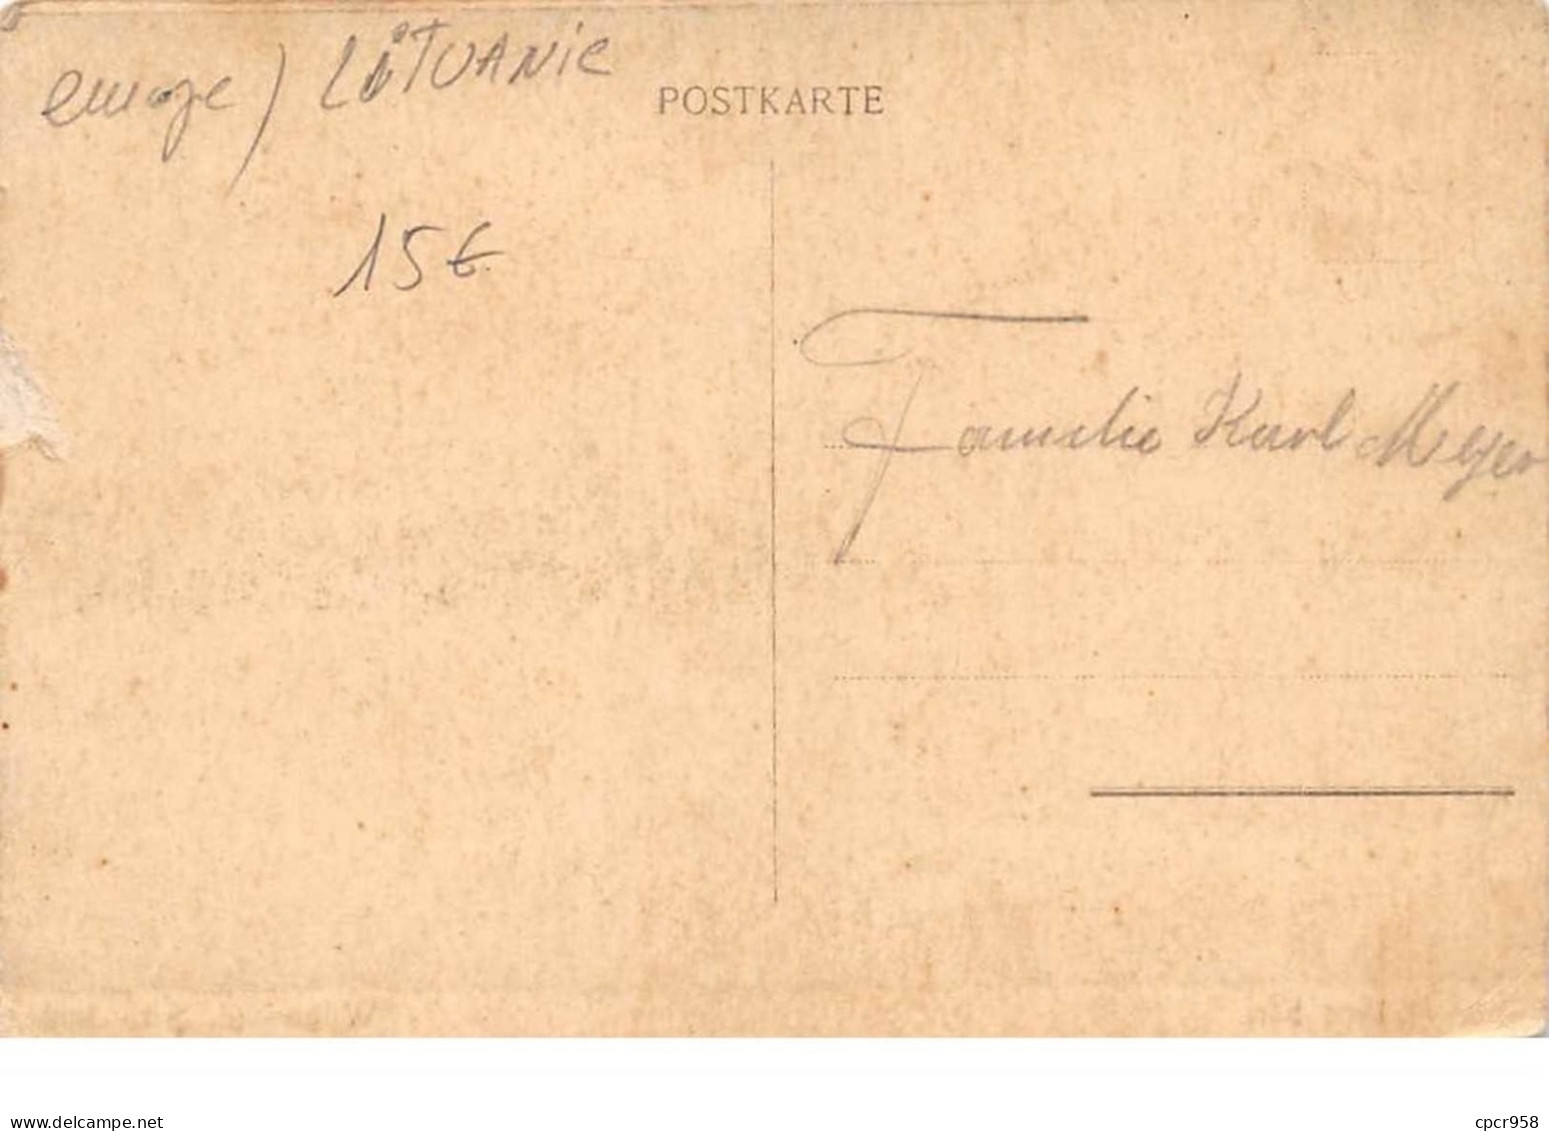 europe) LiTUANiE
POSTKARTE
15€
Familie Karl Meyer
www.delcampe.net
cpcr958